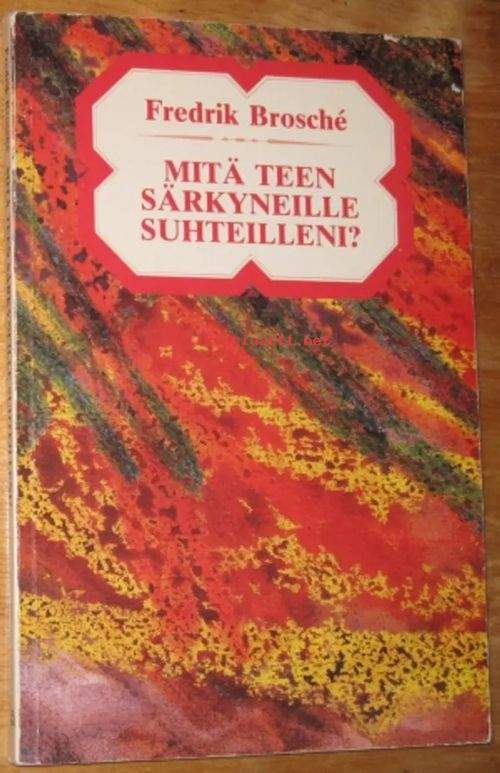 Fredrik Brosché
MITÄ TEEN
SÄRKYNEILLE
SUHTEILLENI?